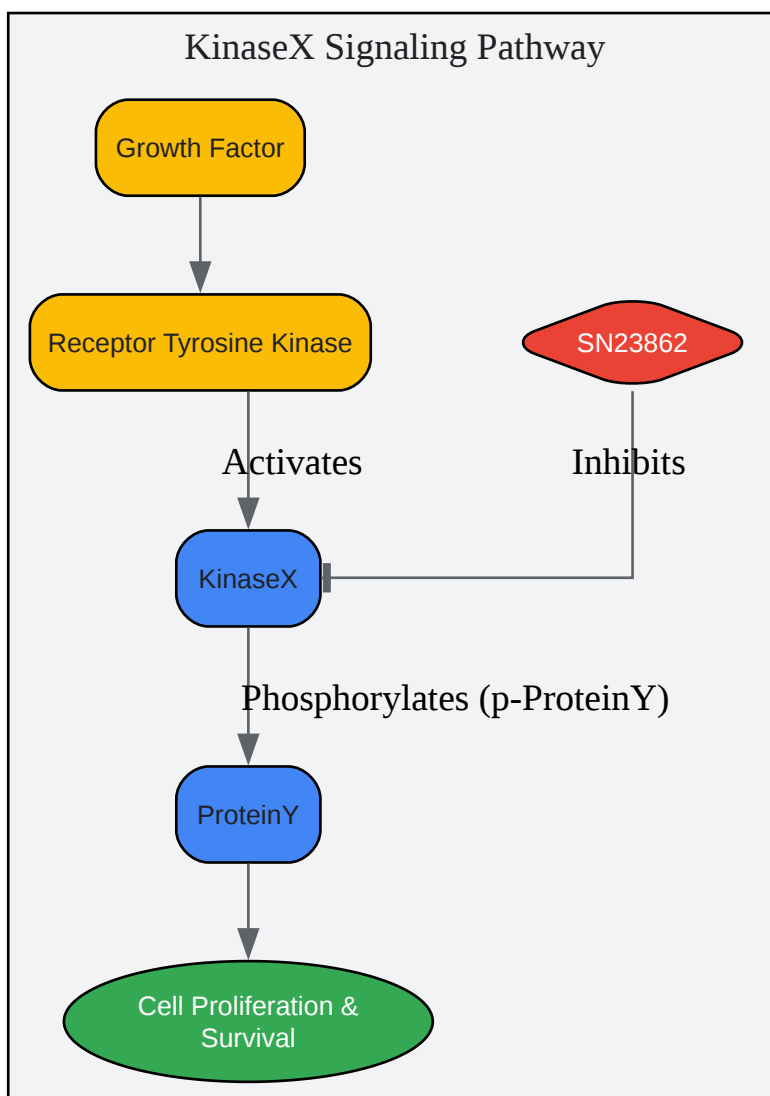 KinaseX Signaling Pathway
Growth Factor
Receptor Tyrosine Kinase
SN23862
Activates
Inhibits
KinaseX
Phosphorylates (p-ProteinY)
ProteinY
Cell Proliferation &
Survival